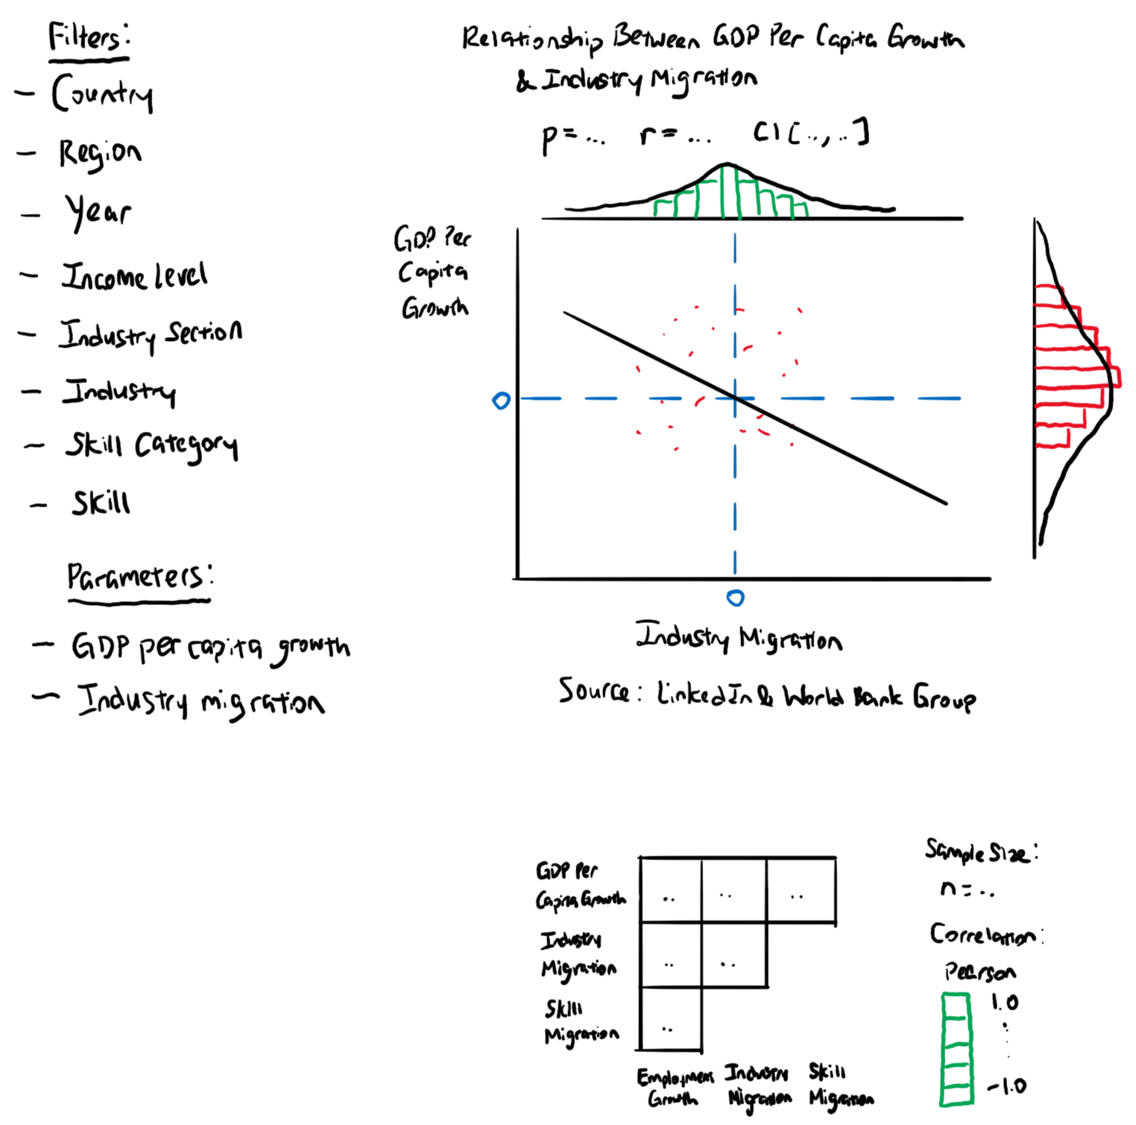 Filters:
- Country
- Region
- Year
- Income level
- Industry Section
- Industry
- Skill Category
- Skill
Parameters:
- GDP per capita growth
- Industry migration
Relationship Between GDP Per Capita Growth
& Industry Migration
p=... r=... CI[..,..]
GDP Per
Capita
Growth
0
0
Industry Migration
Source: LinkedIn & World Bank Group
GDP Per
Capita Growth
.. .. ..
Industry
Migration
.. ..
Skill
Migration
..
Employment Growth
Industry Migration
Skill Migration
Sample Size:
n=..
Correlation:
Pearson
1.0
-1.0